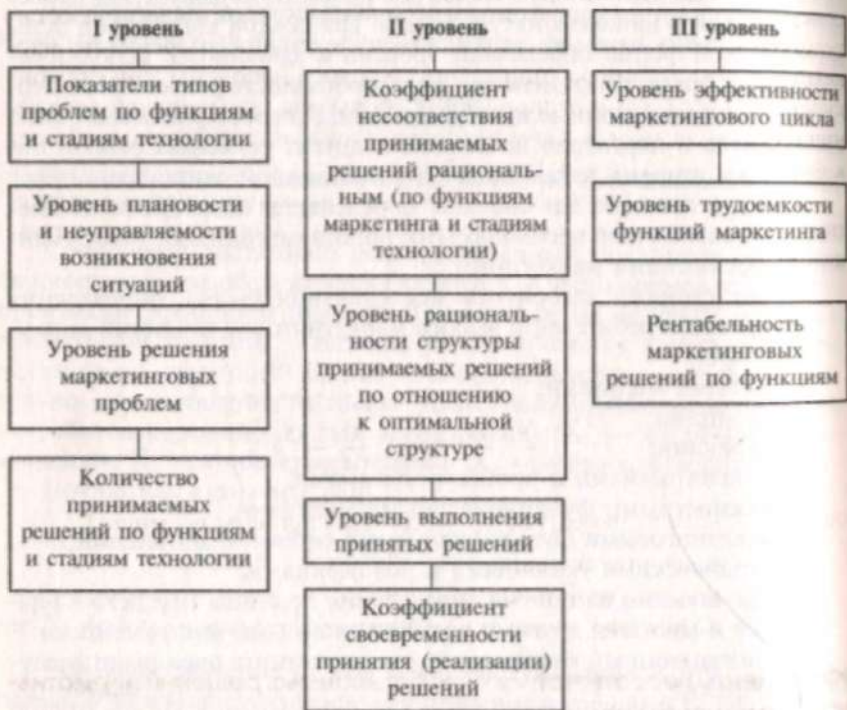 I уровень
Показатели типов
проблем по функциям
и стадиям технологии
Уровень плановости
и неуправляемости
возникновения
ситуаций
Уровень решения
маркетинговых
проблем
Количество
принимаемых
решений по функциям
и стадиям технологии
II уровень
Коэффициент
несоответствия
принимаемых
решений рациональ-
ным (по функциям
маркетинга и стадиям
технологии)
Уровень рациональ-
ности структуры
принимаемых решений
по отношению
к оптимальной
структуре
Уровень выполнения
принятых решений
Коэффициент
своевременности
принятия (реализации)
решений
III уровень
Уровень эффективности
маркетингового цикла
Уровень трудоемкости
функций маркетинга
Рентабельность
маркетинговых
решений по функциям